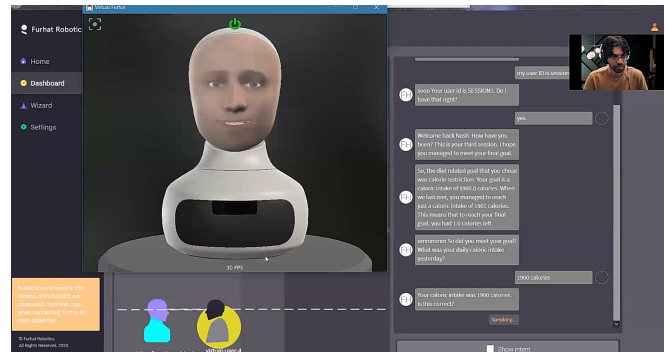 Virtual Furhat
Furhat Robotic
Home
Dashboard
Wizard
Settings
30 FPS
© Furhat Robotics
All Rights Reserved, 2020
virtual-user-4
my user ID is session
sooo Your user id is SESSION3. Do i
have that right?
yes
Welcome back Nash. How have you
been? This is your third session. I hope
you managed to meet your final goal.
So, the diet related goal that you chose
was calorie restriction. Your goal is a
caloric intake of 1900.0 calories. When
we last met, you managed to reach
just a caloric intake of 1901 calories.
This means that to reach your final
goal, you had 1.0 calories left.
So did you meet your goal?
What was your daily caloric intake
yesterday?
1900 calories
Your caloric intake was 1900 calories.
Is this correct?
Speaking...
Show intent